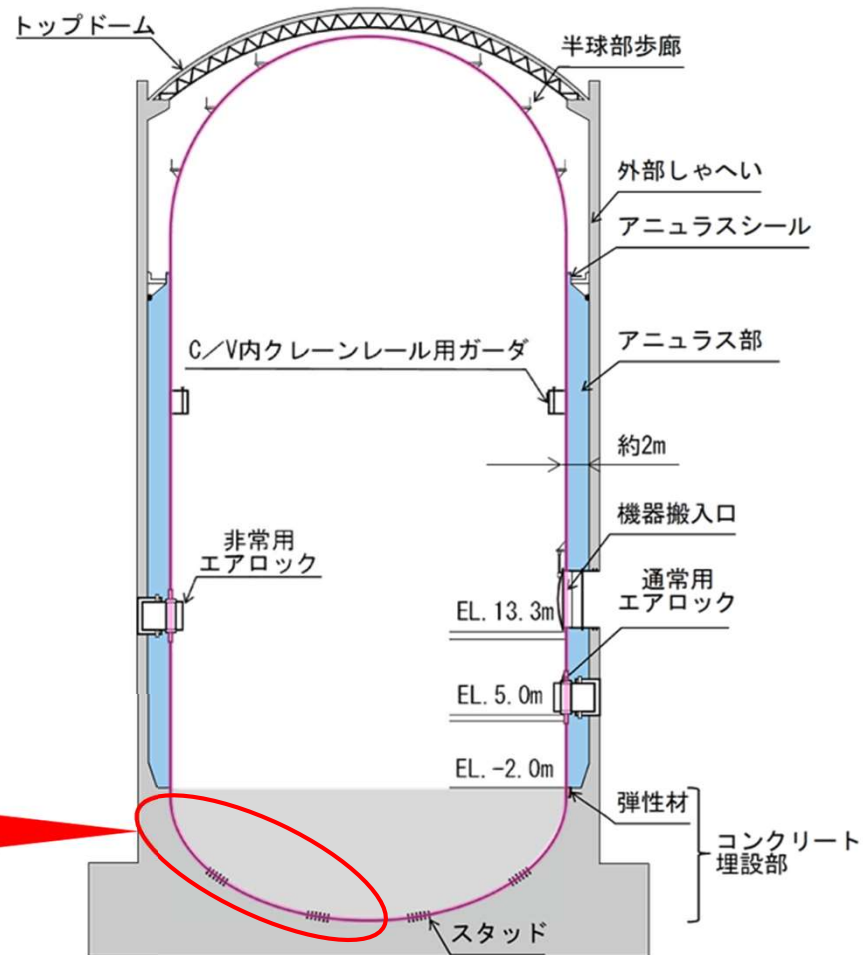 トップドーム
半球部歩廊
外部しゃへい
アニュラスシール
C／V内クレーンレール用ガーダ
アニュラス部
約2m
機器搬入口
非常用
エアロック
通常用
エアロック
EL.13.3m
EL.5.0m
EL.-2.0m
弾性材
コンクリート
埋設部
スタッド